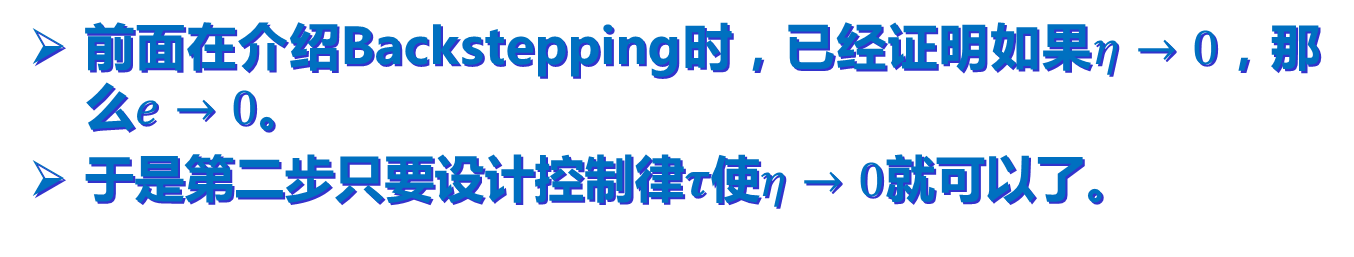 ➢ 前面在介绍Backstepping时，已经证明如果η → 0，那
么e → 0。
➢ 于是第二步只要设计控制律τ使η → 0就可以了。